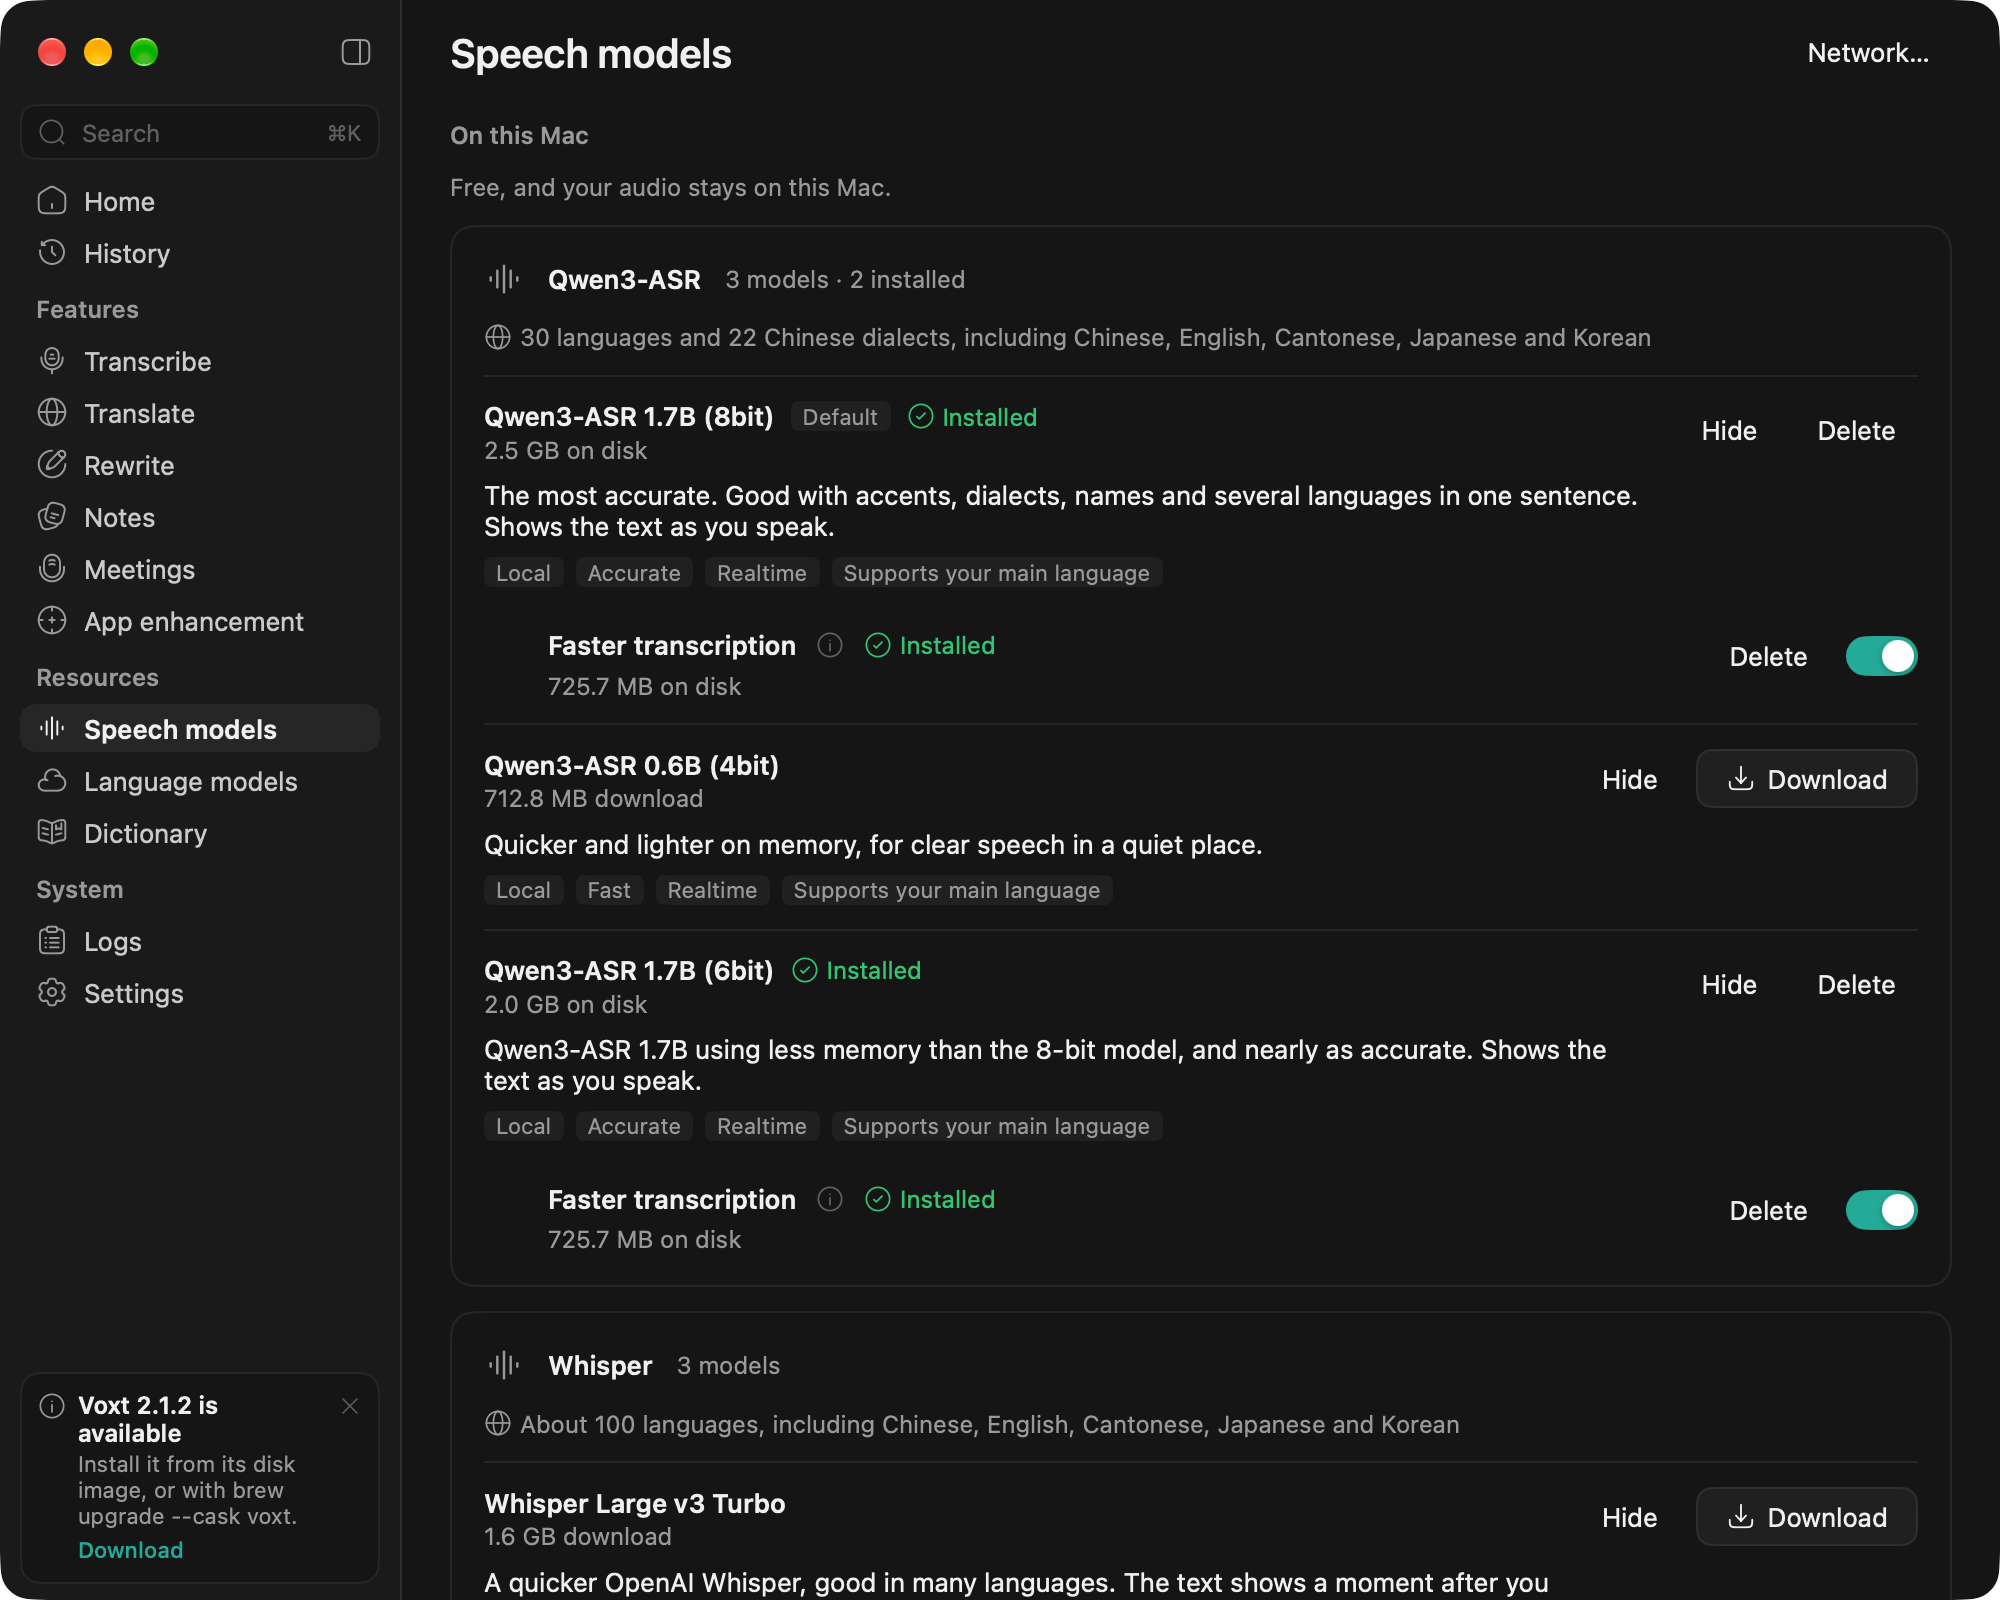 Search ⌘K
Home
History
Features
Transcribe
Translate
Rewrite
Notes
Meetings
App enhancement
Resources
Speech models
Language models
Dictionary
System
Logs
Settings
Voxt 2.1.2 is
available
Install it from its disk
image, or with brew
upgrade --cask voxt.
Download
Speech models
Network...
On this Mac
Free, and your audio stays on this Mac.
Qwen3-ASR 3 models · 2 installed
30 languages and 22 Chinese dialects, including Chinese, English, Cantonese, Japanese and Korean
Qwen3-ASR 1.7B (8bit) Default Installed
2.5 GB on disk
Hide Delete
The most accurate. Good with accents, dialects, names and several languages in one sentence.
Shows the text as you speak.
Local Accurate Realtime Supports your main language
Faster transcription Installed
725.7 MB on disk
Delete
Qwen3-ASR 0.6B (4bit)
712.8 MB download
Hide Download
Quicker and lighter on memory, for clear speech in a quiet place.
Local Fast Realtime Supports your main language
Qwen3-ASR 1.7B (6bit) Installed
2.0 GB on disk
Hide Delete
Qwen3-ASR 1.7B using less memory than the 8-bit model, and nearly as accurate. Shows the
text as you speak.
Local Accurate Realtime Supports your main language
Faster transcription Installed
725.7 MB on disk
Delete
Whisper 3 models
About 100 languages, including Chinese, English, Cantonese, Japanese and Korean
Whisper Large v3 Turbo
1.6 GB download
Hide Download
A quicker OpenAI Whisper, good in many languages. The text shows a moment after you